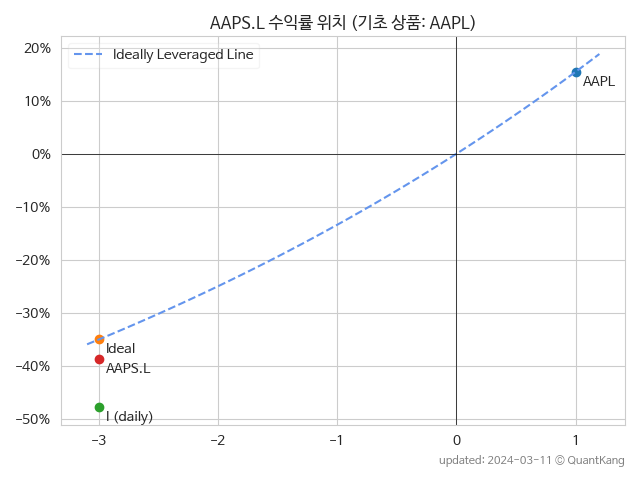 AAPS.L 수익률 위치 (기초 상품: AAPL)
20%
Ideally Leveraged Line
AAPL
10%
0%
−10%
−20%
−30%
Ideal
−40%
AAPS.L
I (daily)
−50%
−3
−2
−1
0
1
updated: 2024-03-11 © QuantKang